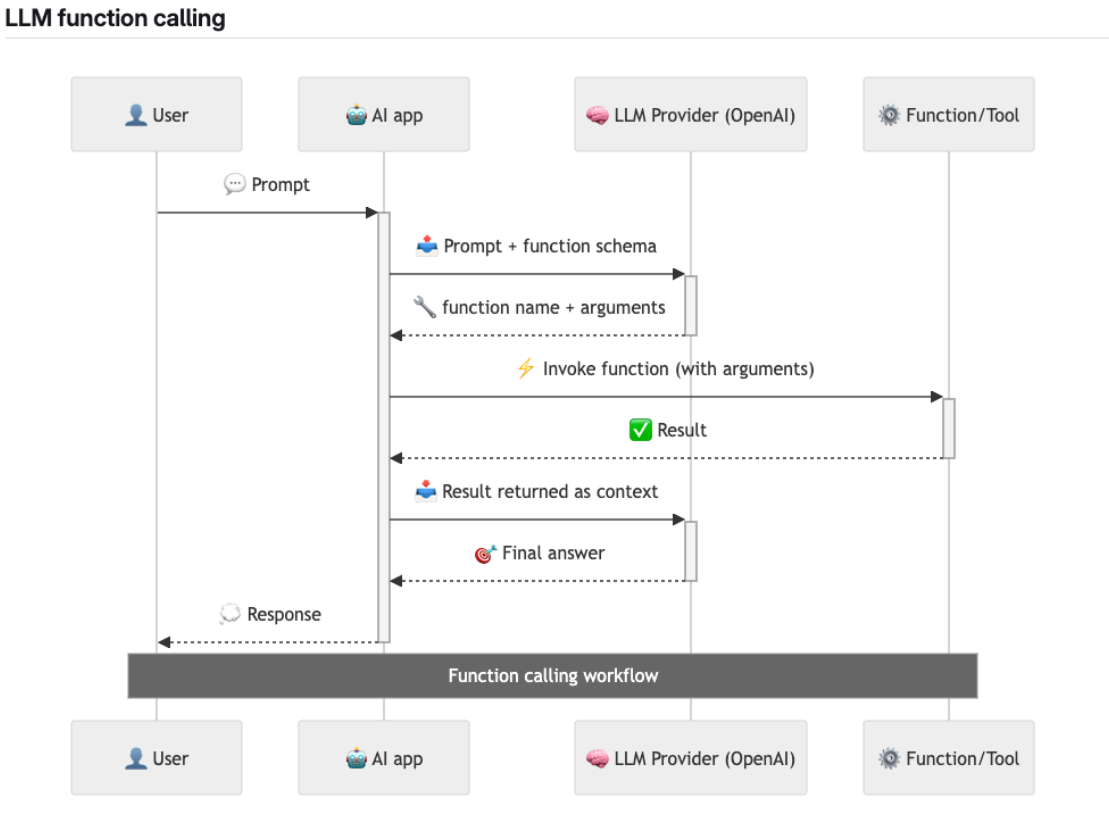 LLM function calling
👤 User
🤖 AI app
🧠 LLM Provider (OpenAI)
⚙️ Function/Tool
💬 Prompt
📤 Prompt + function schema
🔧 function name + arguments
⚡ Invoke function (with arguments)
✅ Result
📤 Result returned as context
🎯 Final answer
💭 Response
Function calling workflow
👤 User
🤖 AI app
🧠 LLM Provider (OpenAI)
⚙️ Function/Tool